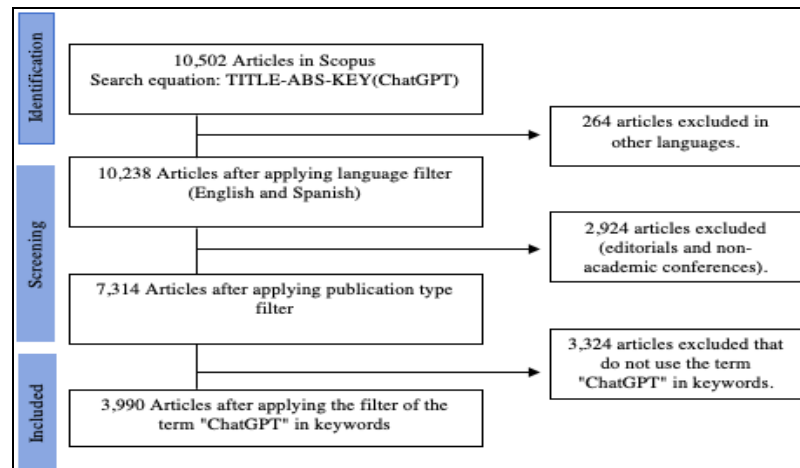 Identification
10,502 Articles in Scopus
Search equation: TITLE-ABS-KEY(ChatGPT)
264 articles excluded in
other languages.
Screening
10,238 Articles after applying language filter
(English and Spanish)
2,924 articles excluded
(editorials and non-
academic conferences).
7,314 Articles after applying publication type
filter
3,324 articles excluded that
do not use the term
"ChatGPT" in keywords.
Included
3,990 Articles after applying the filter of the
term "ChatGPT" in keywords